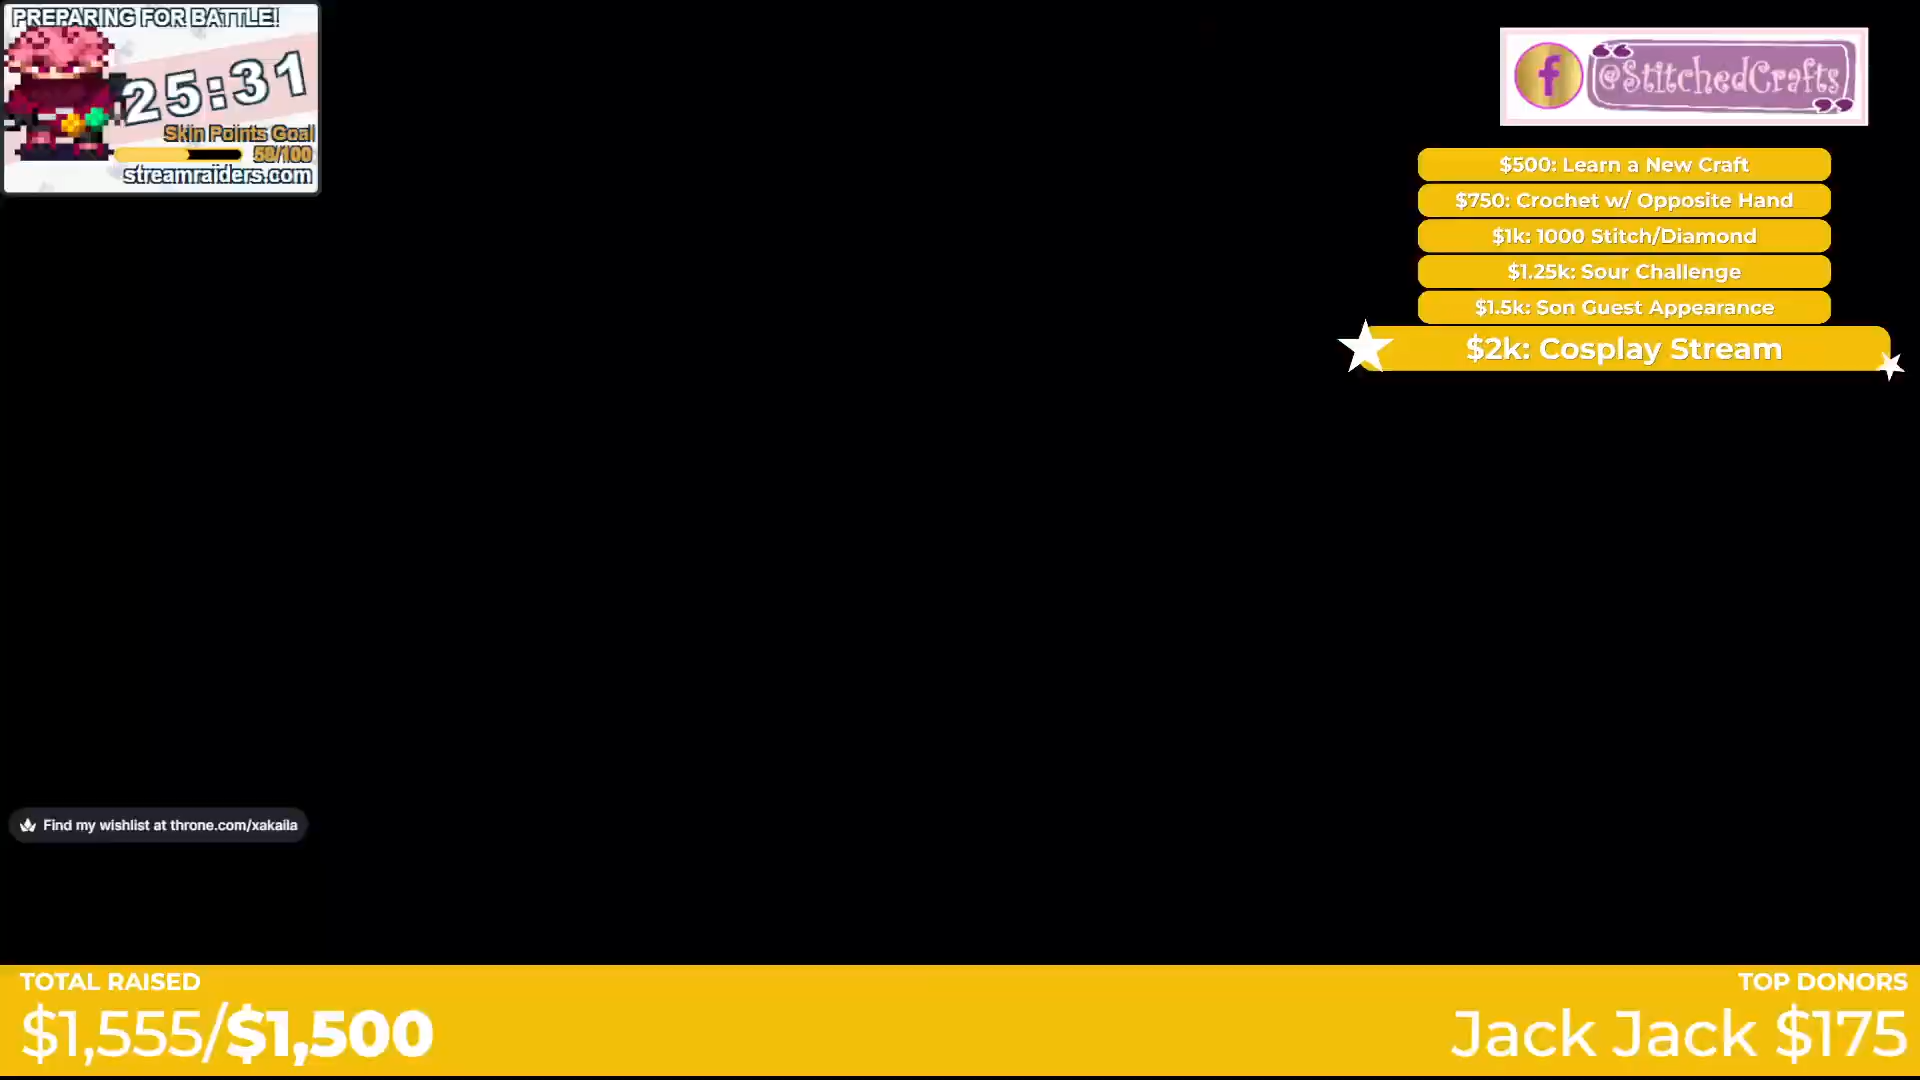 PREPARING FOR BATTLE!
25:31
Skin Points Goal
58/100
streamraiders.com
f
@StitchedCrafts
$500: Learn a New Craft
$750: Crochet w/ Opposite Hand
$1k: 1000 Stitch/Diamond
$1.25k: Sour Challenge
$1.5k: Son Guest Appearance
$2k: Cosplay Stream
Find my wishlist at throne.com/xakaila
TOTAL RAISED
$1,555/$1,500
TOP DONORS
Jack Jack $175